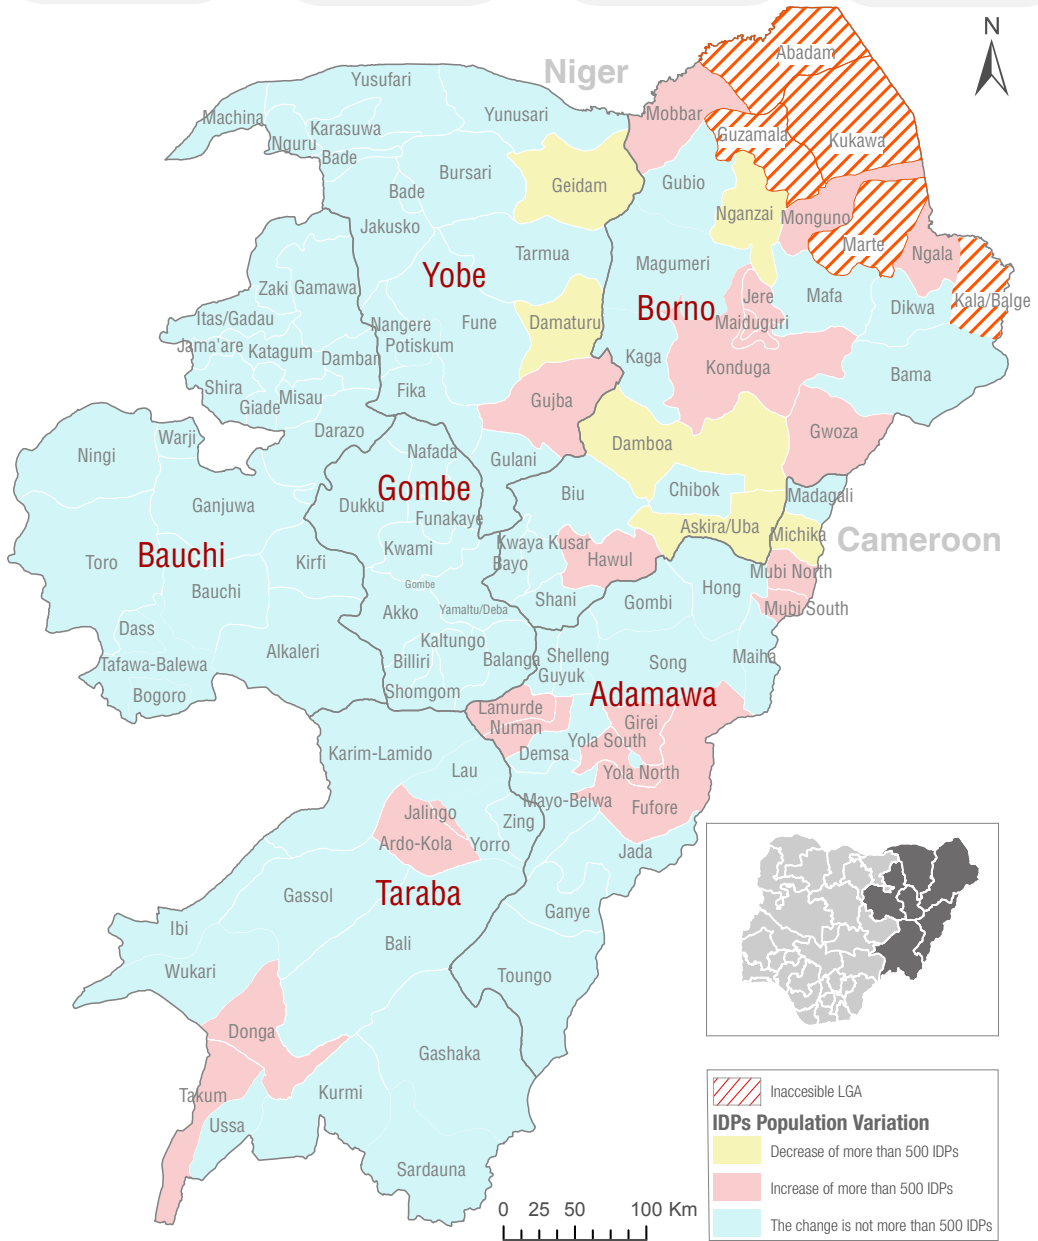 N
Niger
Abadam
Yusufari
Machina
Yunusari
Mobbar
Karasuwa
Guzamala
Kukawa
Nguru
Bade
Bursari
Geidam
Gubio
Bade
Nganzai
Monguno
Jakusko
Marte
Tarmua
Ngala
Yobe
Magumeri
Zaki
Gamawa
Jere
Mafa
Kala/Balge
Borno
Dikwa
Itas/Gadau
Nangere
Fune
Damaturu
Maiduguri
Jama'are
Katagum
Potiskum
Damban
Kaga
Konduga
Bama
Shira
Misau
Fika
Giade
Gujba
Darazo
Gwoza
Warji
Damboa
Ningi
Nafada
Gulani
Gombe
Biu
Chibok
Madagali
Ganjuwa
Dukku
Funakaye
Askira/Uba
Michika
Cameroon
Kwami
Kwaya Kusar
Bauchi
Toro
Kirfi
Bayo
Hawul
Mubi North
Gombe
Hong
Bauchi
Shani
Gombi
Mubi South
Akko
Yamaltu/Deba
Dass
Kaltungo
Alkaleri
Tafawa-Balewa
Billiri
Balanga
Shelleng
Song
Maiha
Guyuk
Bogoro
Shomgom
Adamawa
Lamurde
Girei
Numan
Yola South
Karim-Lamido
Demsa
Lau
Yola North
Mayo-Belwa
Fufore
Jalingo
Zing
Ardo-Kola
Yorro
Jada
Taraba
Gassol
Ganye
Ibi
Bali
Wukari
Toungo
Donga
Gashaka
Takum
Kurmi
Ussa
Sardauna
Inaccesible LGA
IDPs Population Variation
Decrease of more than 500 IDPs
Increase of more than 500 IDPs
The change is not more than 500 IDPs
0 25 50 100 Km